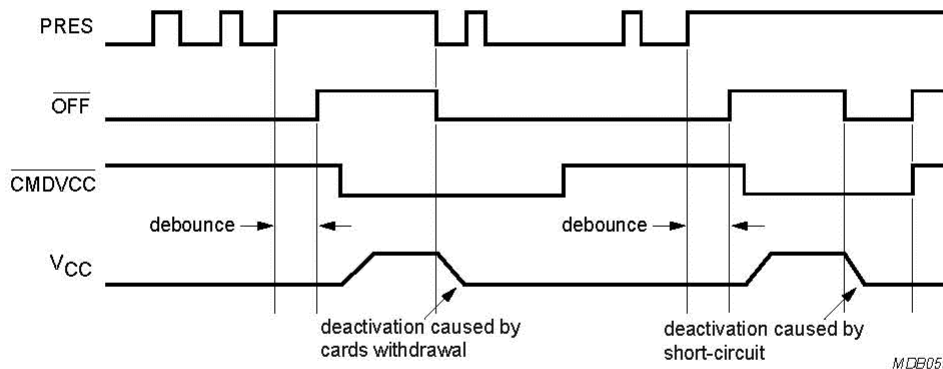 PRES
OFF
CMDVCC
debounce
debounce
VCC
deactivation caused by
cards withdrawal
deactivation caused by
short-circuit
MDB05